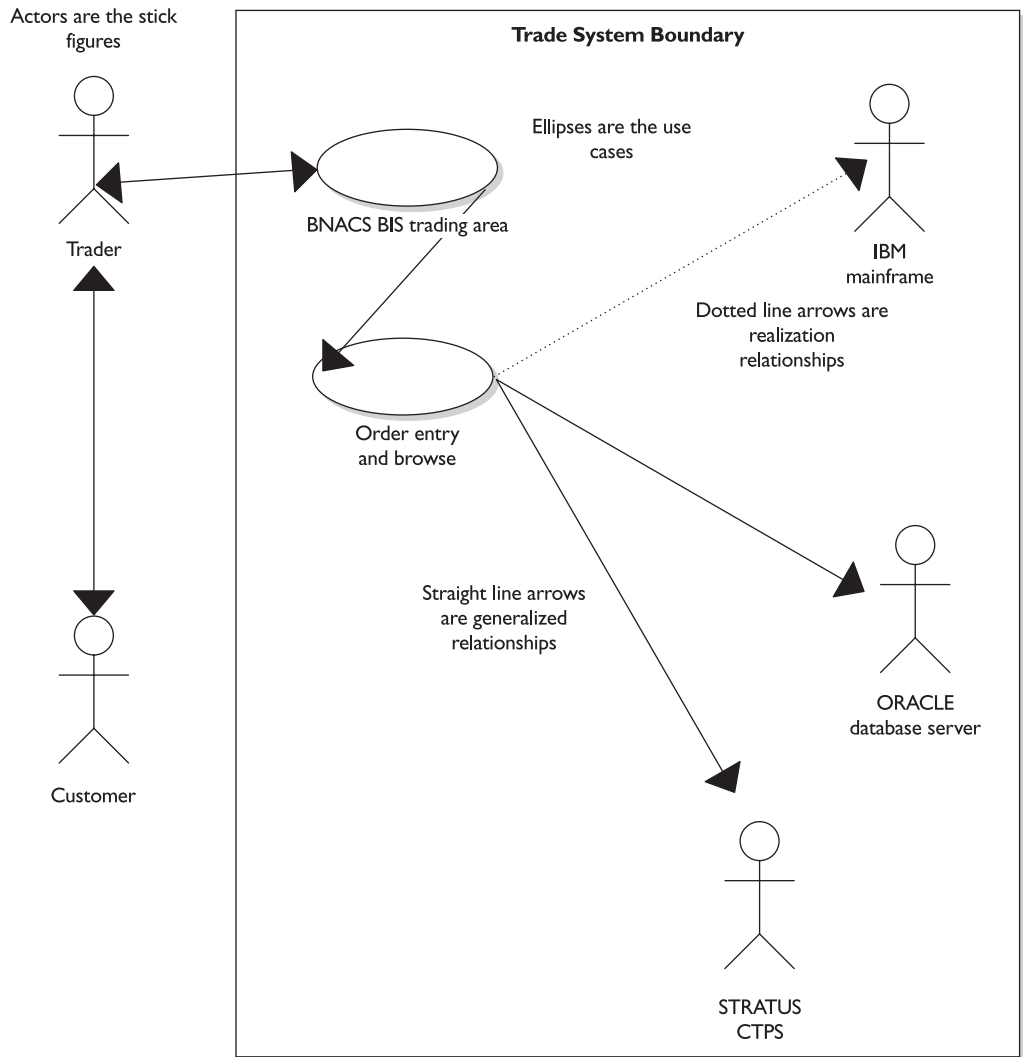 Actors are the stick
figures
Trade System Boundary
Ellipses are the use
cases
BNACS BIS trading area
Trader
IBM
mainframe
Dotted line arrows are
realization
relationships
Order entry
and browse
Straight line arrows
are generalized
relationships
ORACLE
database server
Customer
STRATUS
CTPS